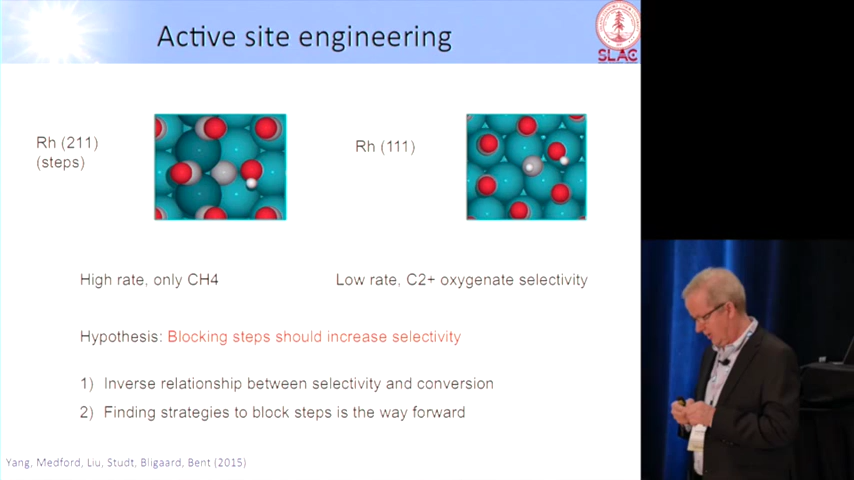 Active site engineering
SLAC
Rh (211)
(steps)
Rh (111)
High rate, only CH4
Low rate, C2+ oxygenate selectivity
Hypothesis: Blocking steps should increase selectivity
1) Inverse relationship between selectivity and conversion
2) Finding strategies to block steps is the way forward
Yang, Medford, Liu, Studt, Bligaard, Bent (2015)